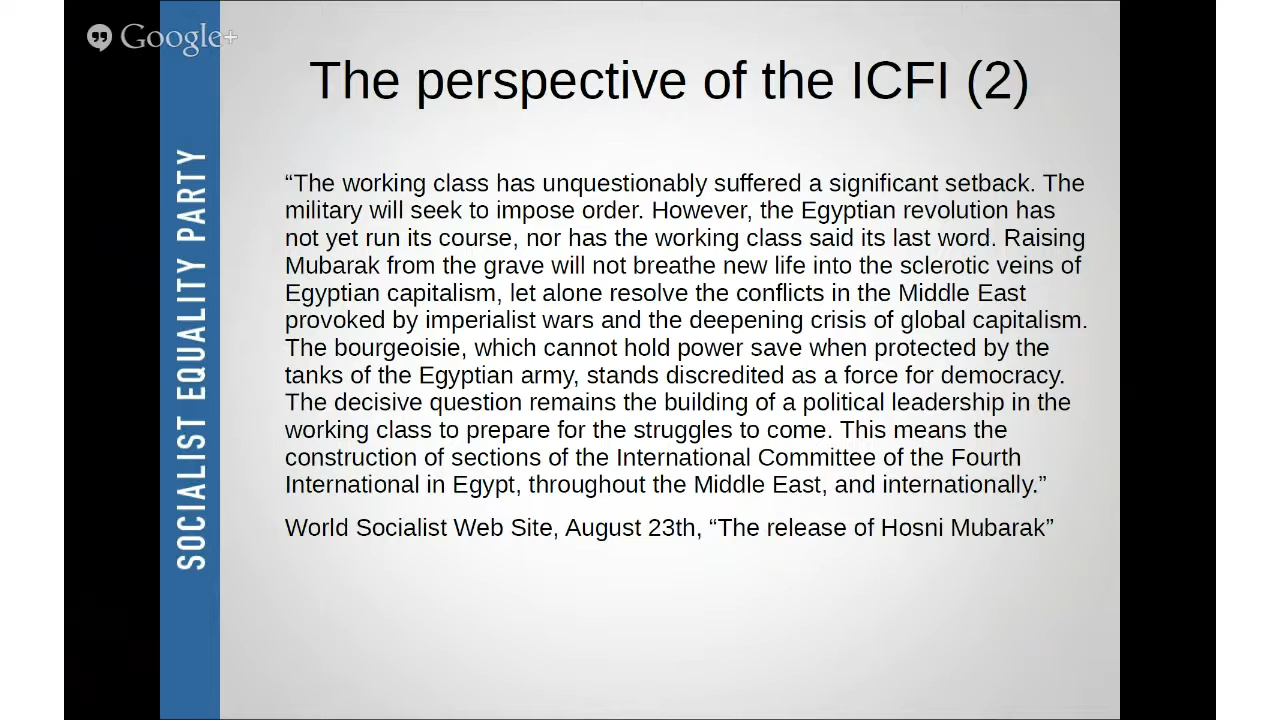 Google+
The perspective of the ICFI (2)
SOCIALIST EQUALITY PARTY
“The working class has unquestionably suffered a significant setback. The
military will seek to impose order. However, the Egyptian revolution has
not yet run its course, nor has the working class said its last word. Raising
Mubarak from the grave will not breathe new life into the sclerotic veins of
Egyptian capitalism, let alone resolve the conflicts in the Middle East
provoked by imperialist wars and the deepening crisis of global capitalism.
The bourgeoisie, which cannot hold power save when protected by the
tanks of the Egyptian army, stands discredited as a force for democracy.
The decisive question remains the building of a political leadership in the
working class to prepare for the struggles to come. This means the
construction of sections of the International Committee of the Fourth
International in Egypt, throughout the Middle East, and internationally.”
World Socialist Web Site, August 23th, “The release of Hosni Mubarak”